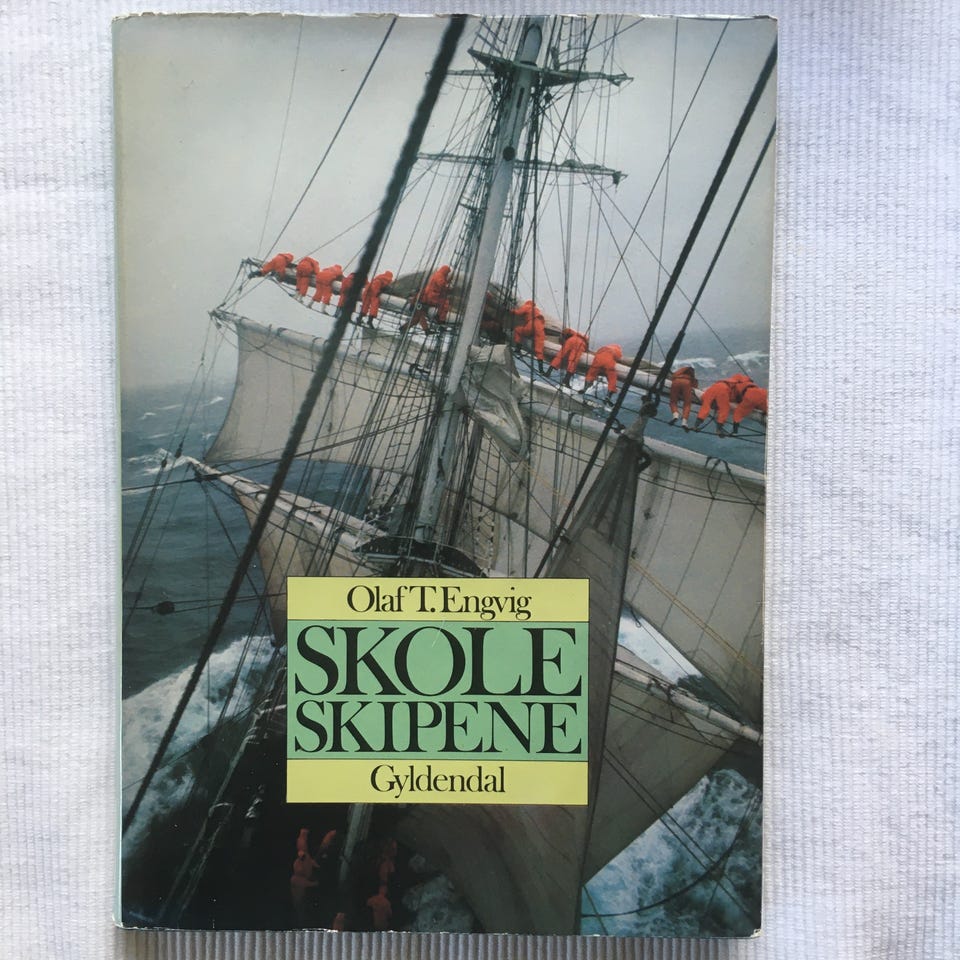 Olaf T. Engvig
SKOLE
SKIPENE
Gyldendal